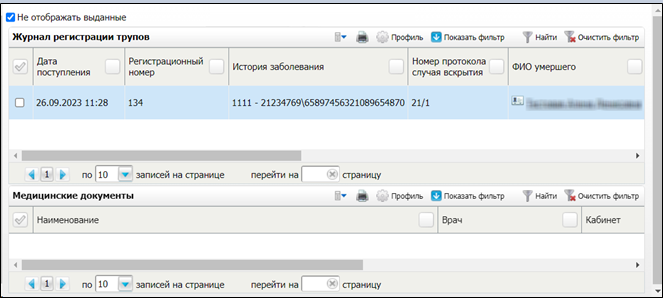 Не отображать выданные
Журнал регистрации трупов Профиль Показать фильтр Найти Очистить фильтр
Дата поступления Регистрационный номер История заболевания Номер протокола случая вскрытия ФИО умершего
26.09.2023 11:28 134 1111 - 21234769\65897456321089654870 21/1
1 по 10 записей на странице перейти на страницу
Медицинские документы Профиль Показать фильтр Найти Очистить фильтр
Наименование Врач Кабинет
1 по 10 записей на странице перейти на страницу